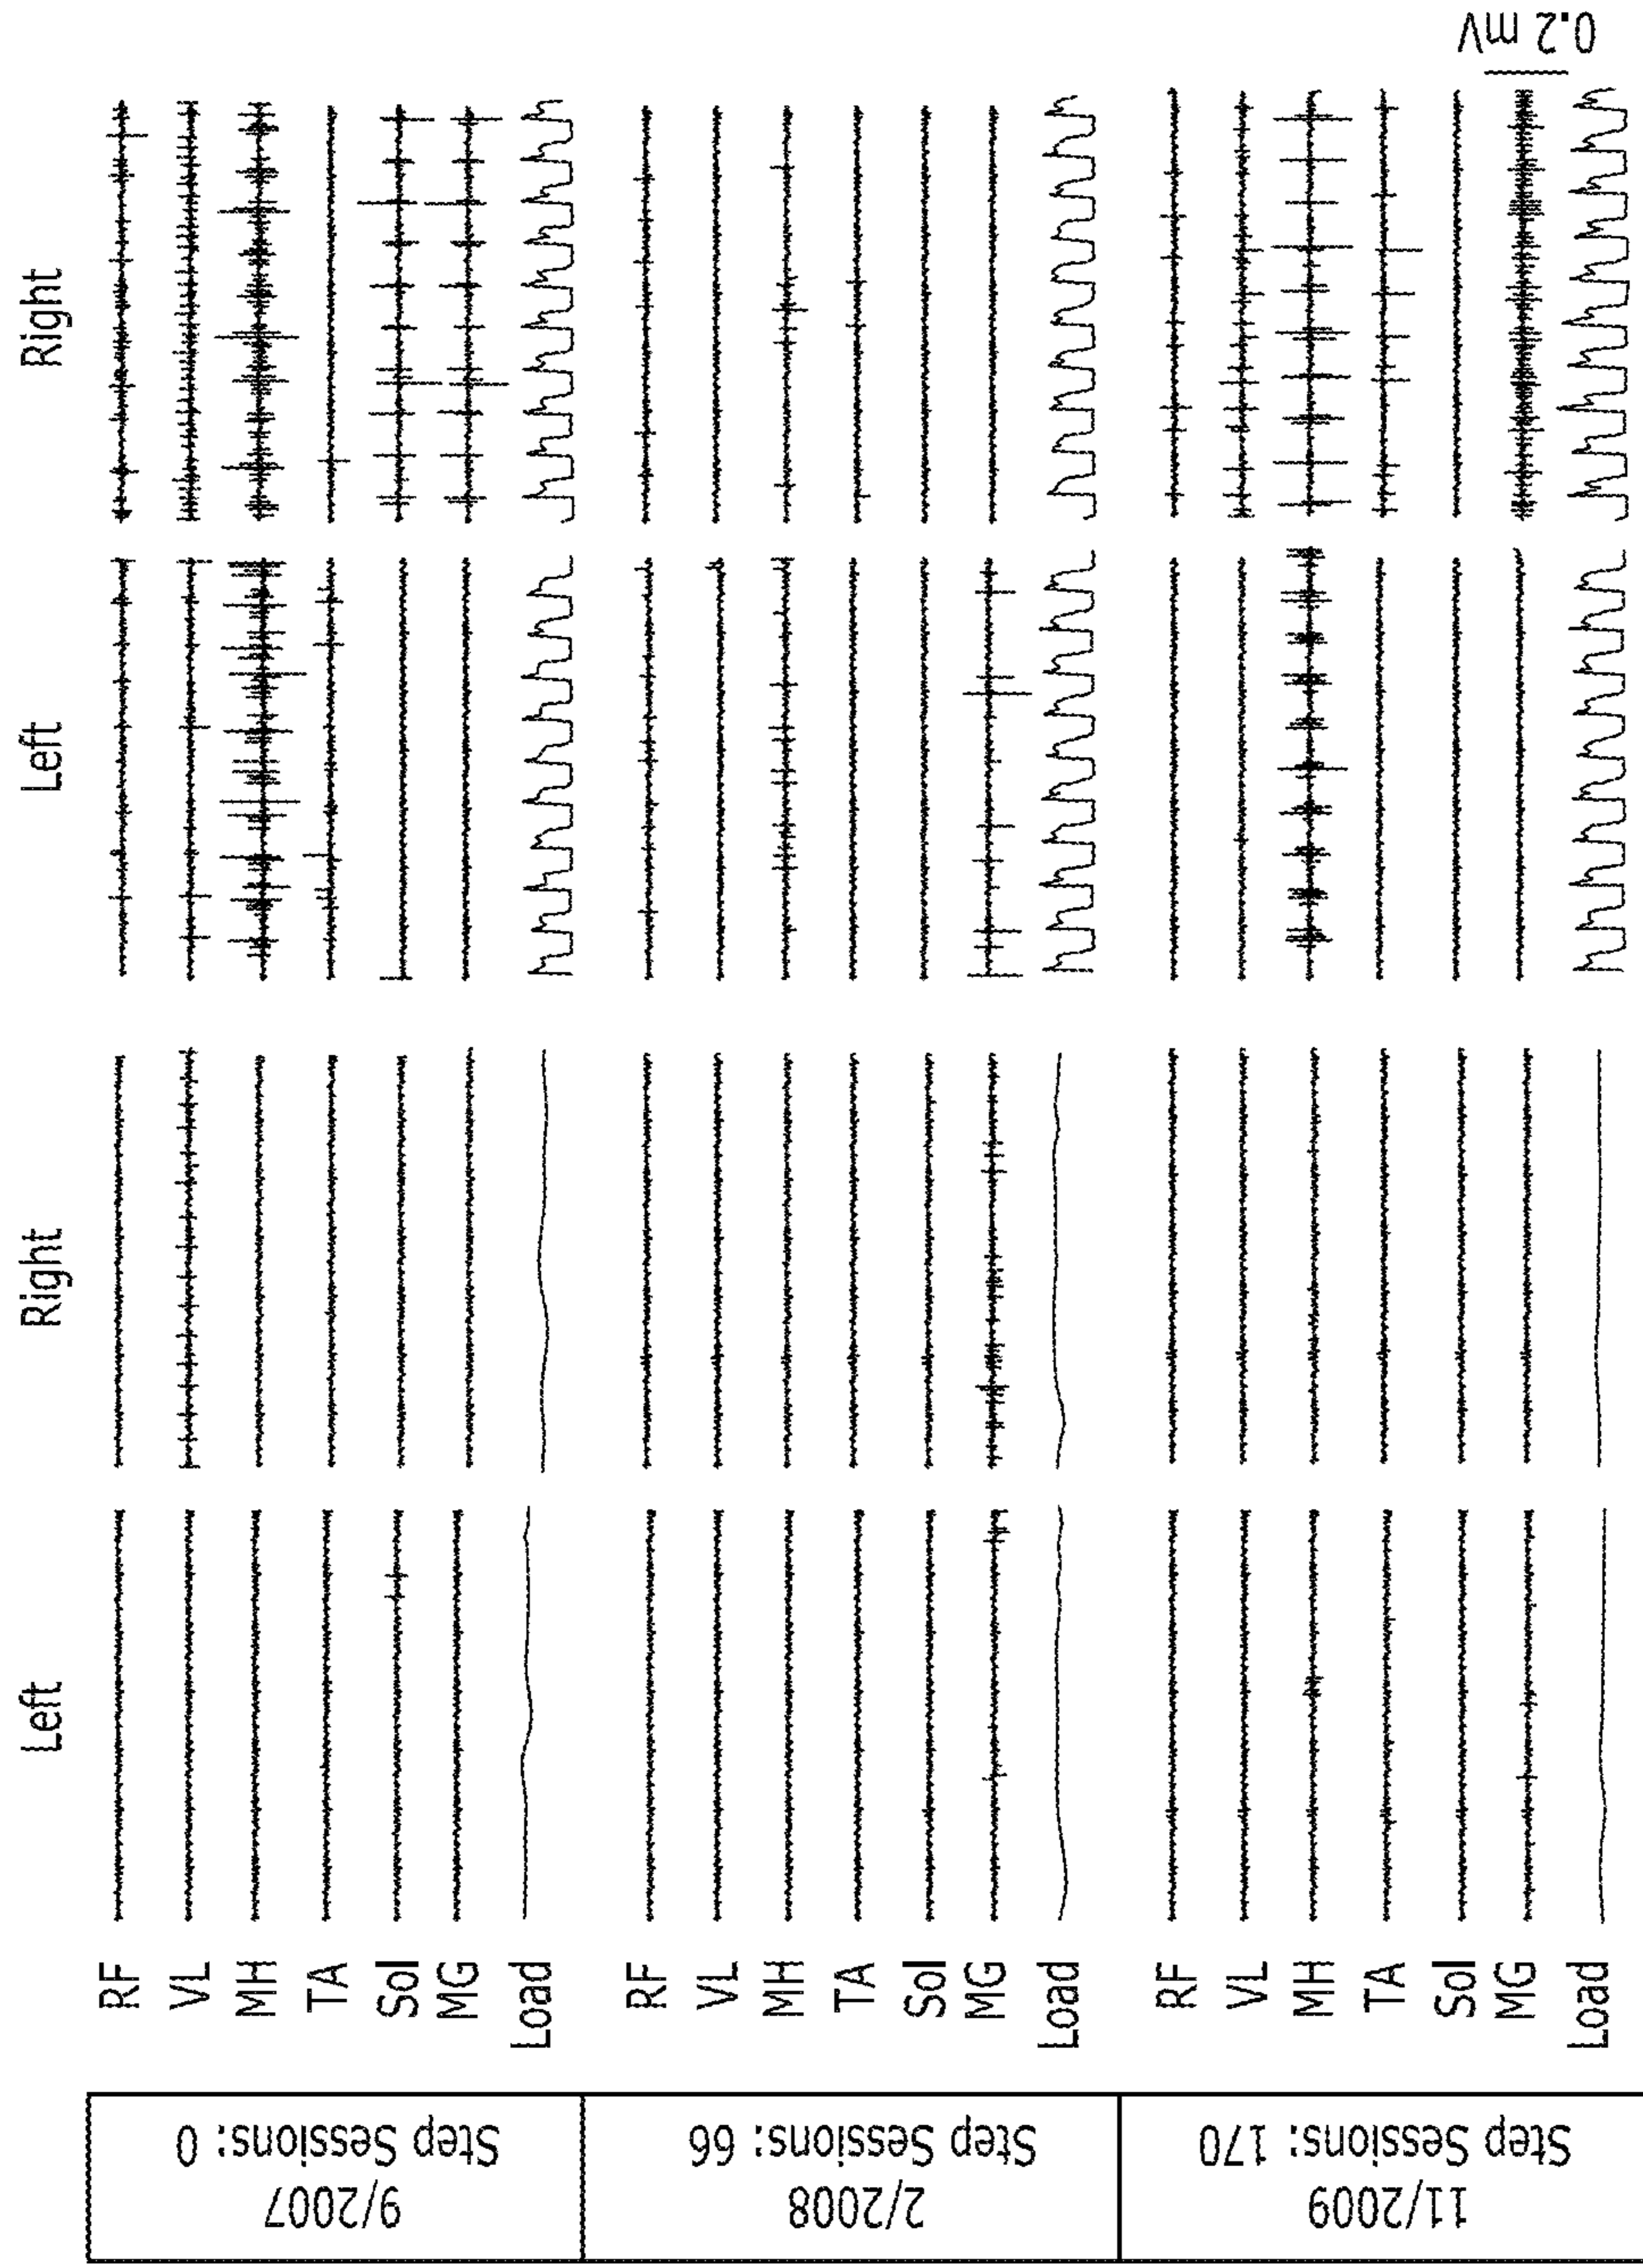 Left
Right
Left
Right
9/2007
Step Sessions: 0
RF
VL
MH
TA
Sol
MG
Load
2/2008
Step Sessions: 66
RF
VL
MH
TA
Sol
MG
Load
11/2009
Step Sessions: 170
RF
VL
MH
TA
Sol
MG
Load
0.2 mV